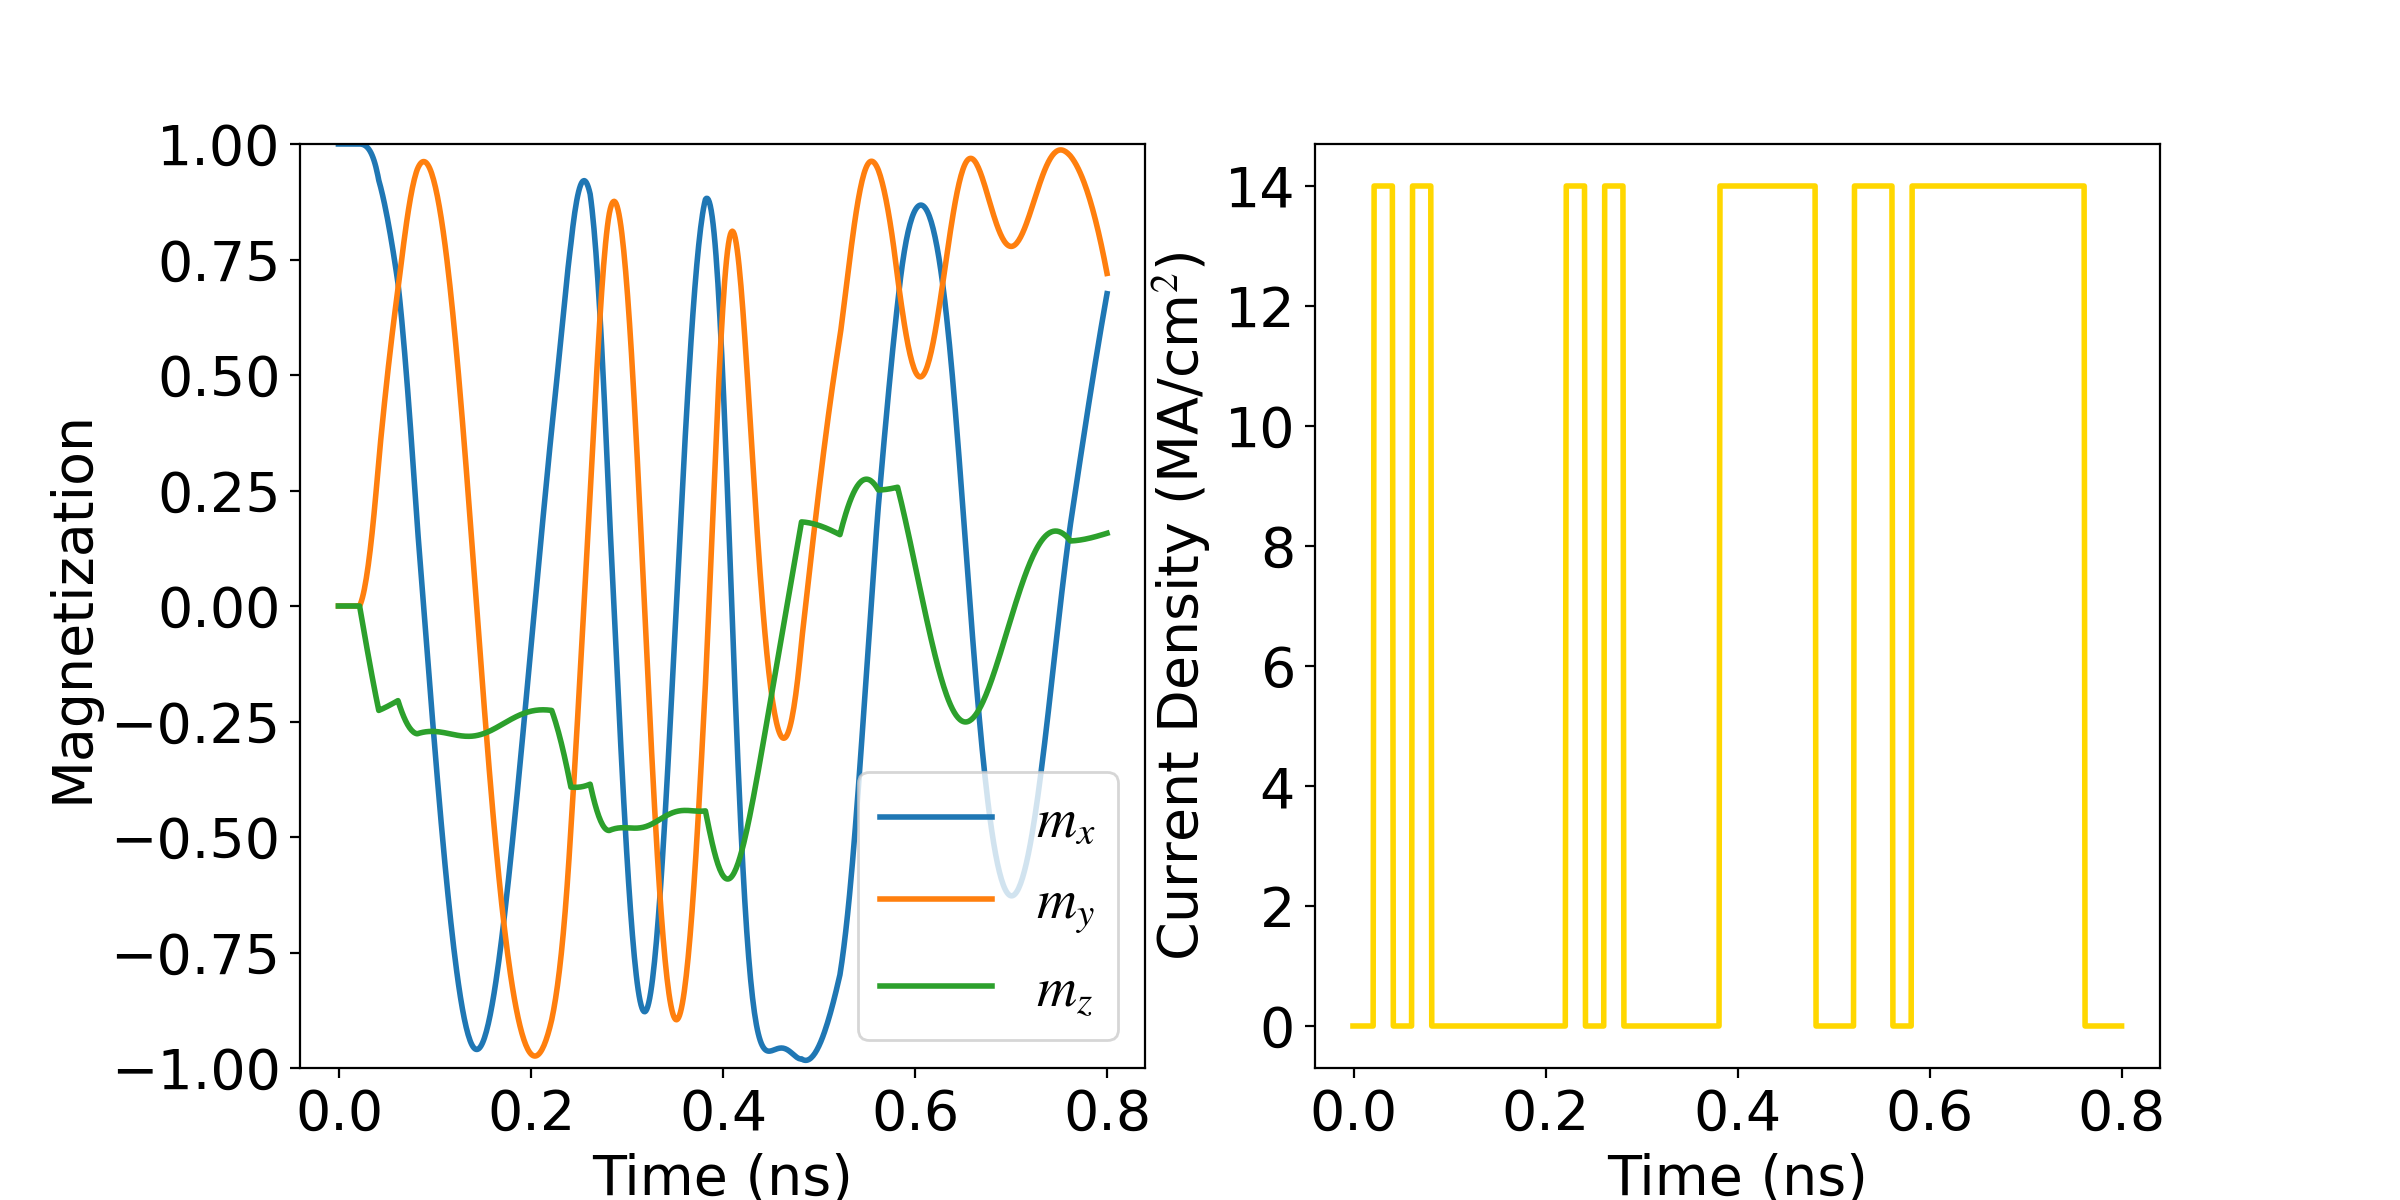 Magnetization
1.00
0.75
0.50
0.25
0.00
−0.25
−0.50
−0.75
−1.00
0.0 0.2 0.4 0.6 0.8
Time (ns)
m_x
m_y
m_z
Current Density (MA/cm²)
14
12
10
8
6
4
2
0
0.0 0.2 0.4 0.6 0.8
Time (ns)